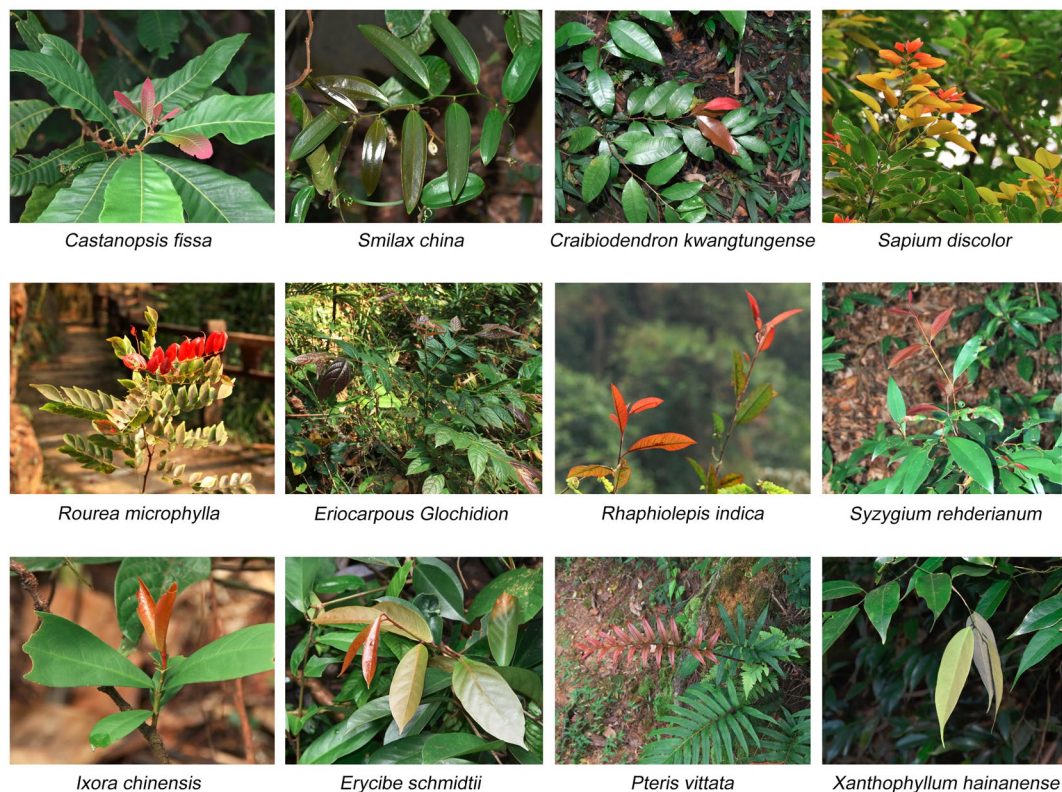 Castanopsis fissa
Smilax china
Craibiodendron kwangtungense
Sapium discolor
Rourea microphylla
Eriocarpous Glochidion
Rhaphiolepis indica
Syzygium rehderianum
Ixora chinensis
Erycibe schmidtii
Pteris vittata
Xanthophyllum hainanense